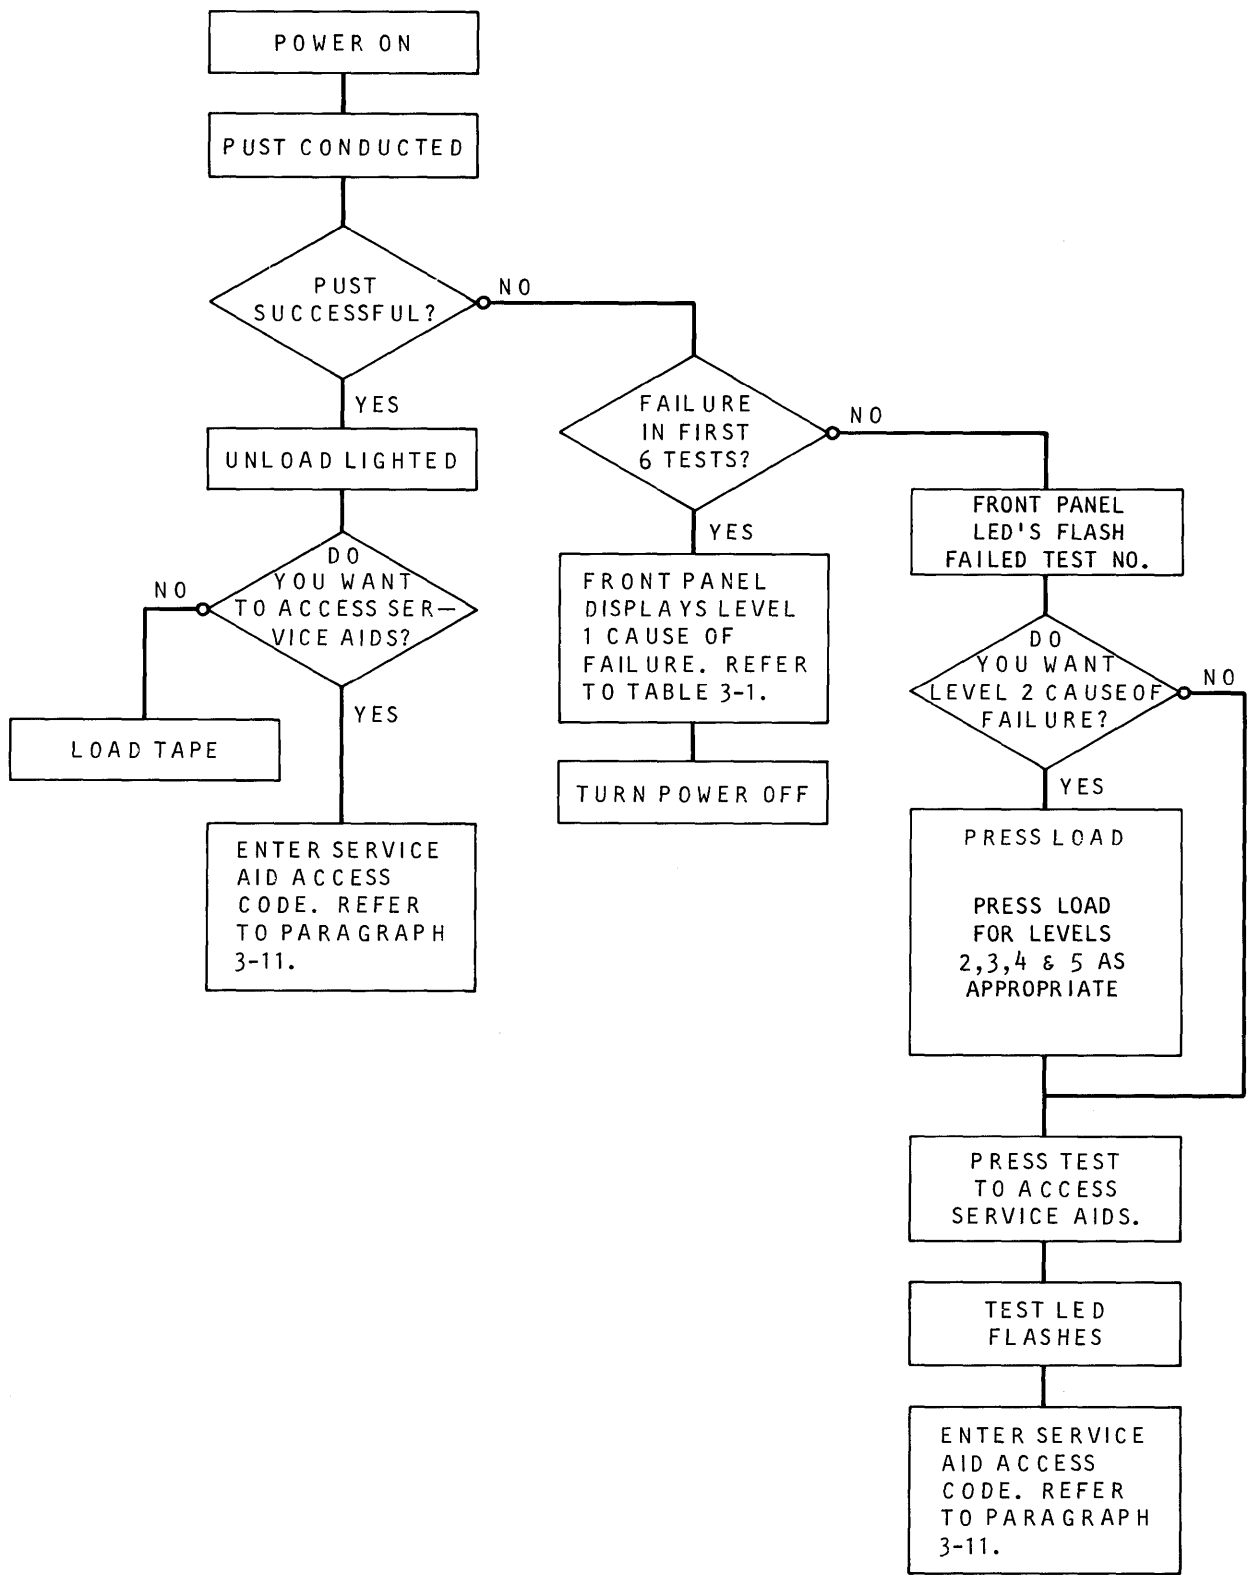 POWER ON
PUST CONDUCTED
PUST
SUCCESSFUL?
NO
YES
UNLOAD LIGHTED
DO
YOU WANT
TO ACCESS SER–
VICE AIDS?
NO
YES
LOAD TAPE
ENTER SERVICE
AID ACCESS
CODE. REFER
TO PARAGRAPH
3-11.
FAILURE
IN FIRST
6 TESTS?
NO
YES
FRONT PANEL
DISPLAYS LEVEL
1 CAUSE OF
FAILURE. REFER
TO TABLE 3-1.
TURN POWER OFF
FRONT PANEL
LED'S FLASH
FAILED TEST NO.
DO
YOU WANT
LEVEL 2 CAUSEOF
FAILURE?
NO
YES
PRESS LOAD
PRESS LOAD
FOR LEVELS
2,3,4 & 5 AS
APPROPRIATE
PRESS TEST
TO ACCESS
SERVICE AIDS.
TEST LED
FLASHES
ENTER SERVICE
AID ACCESS
CODE. REFER
TO PARAGRAPH
3-11.